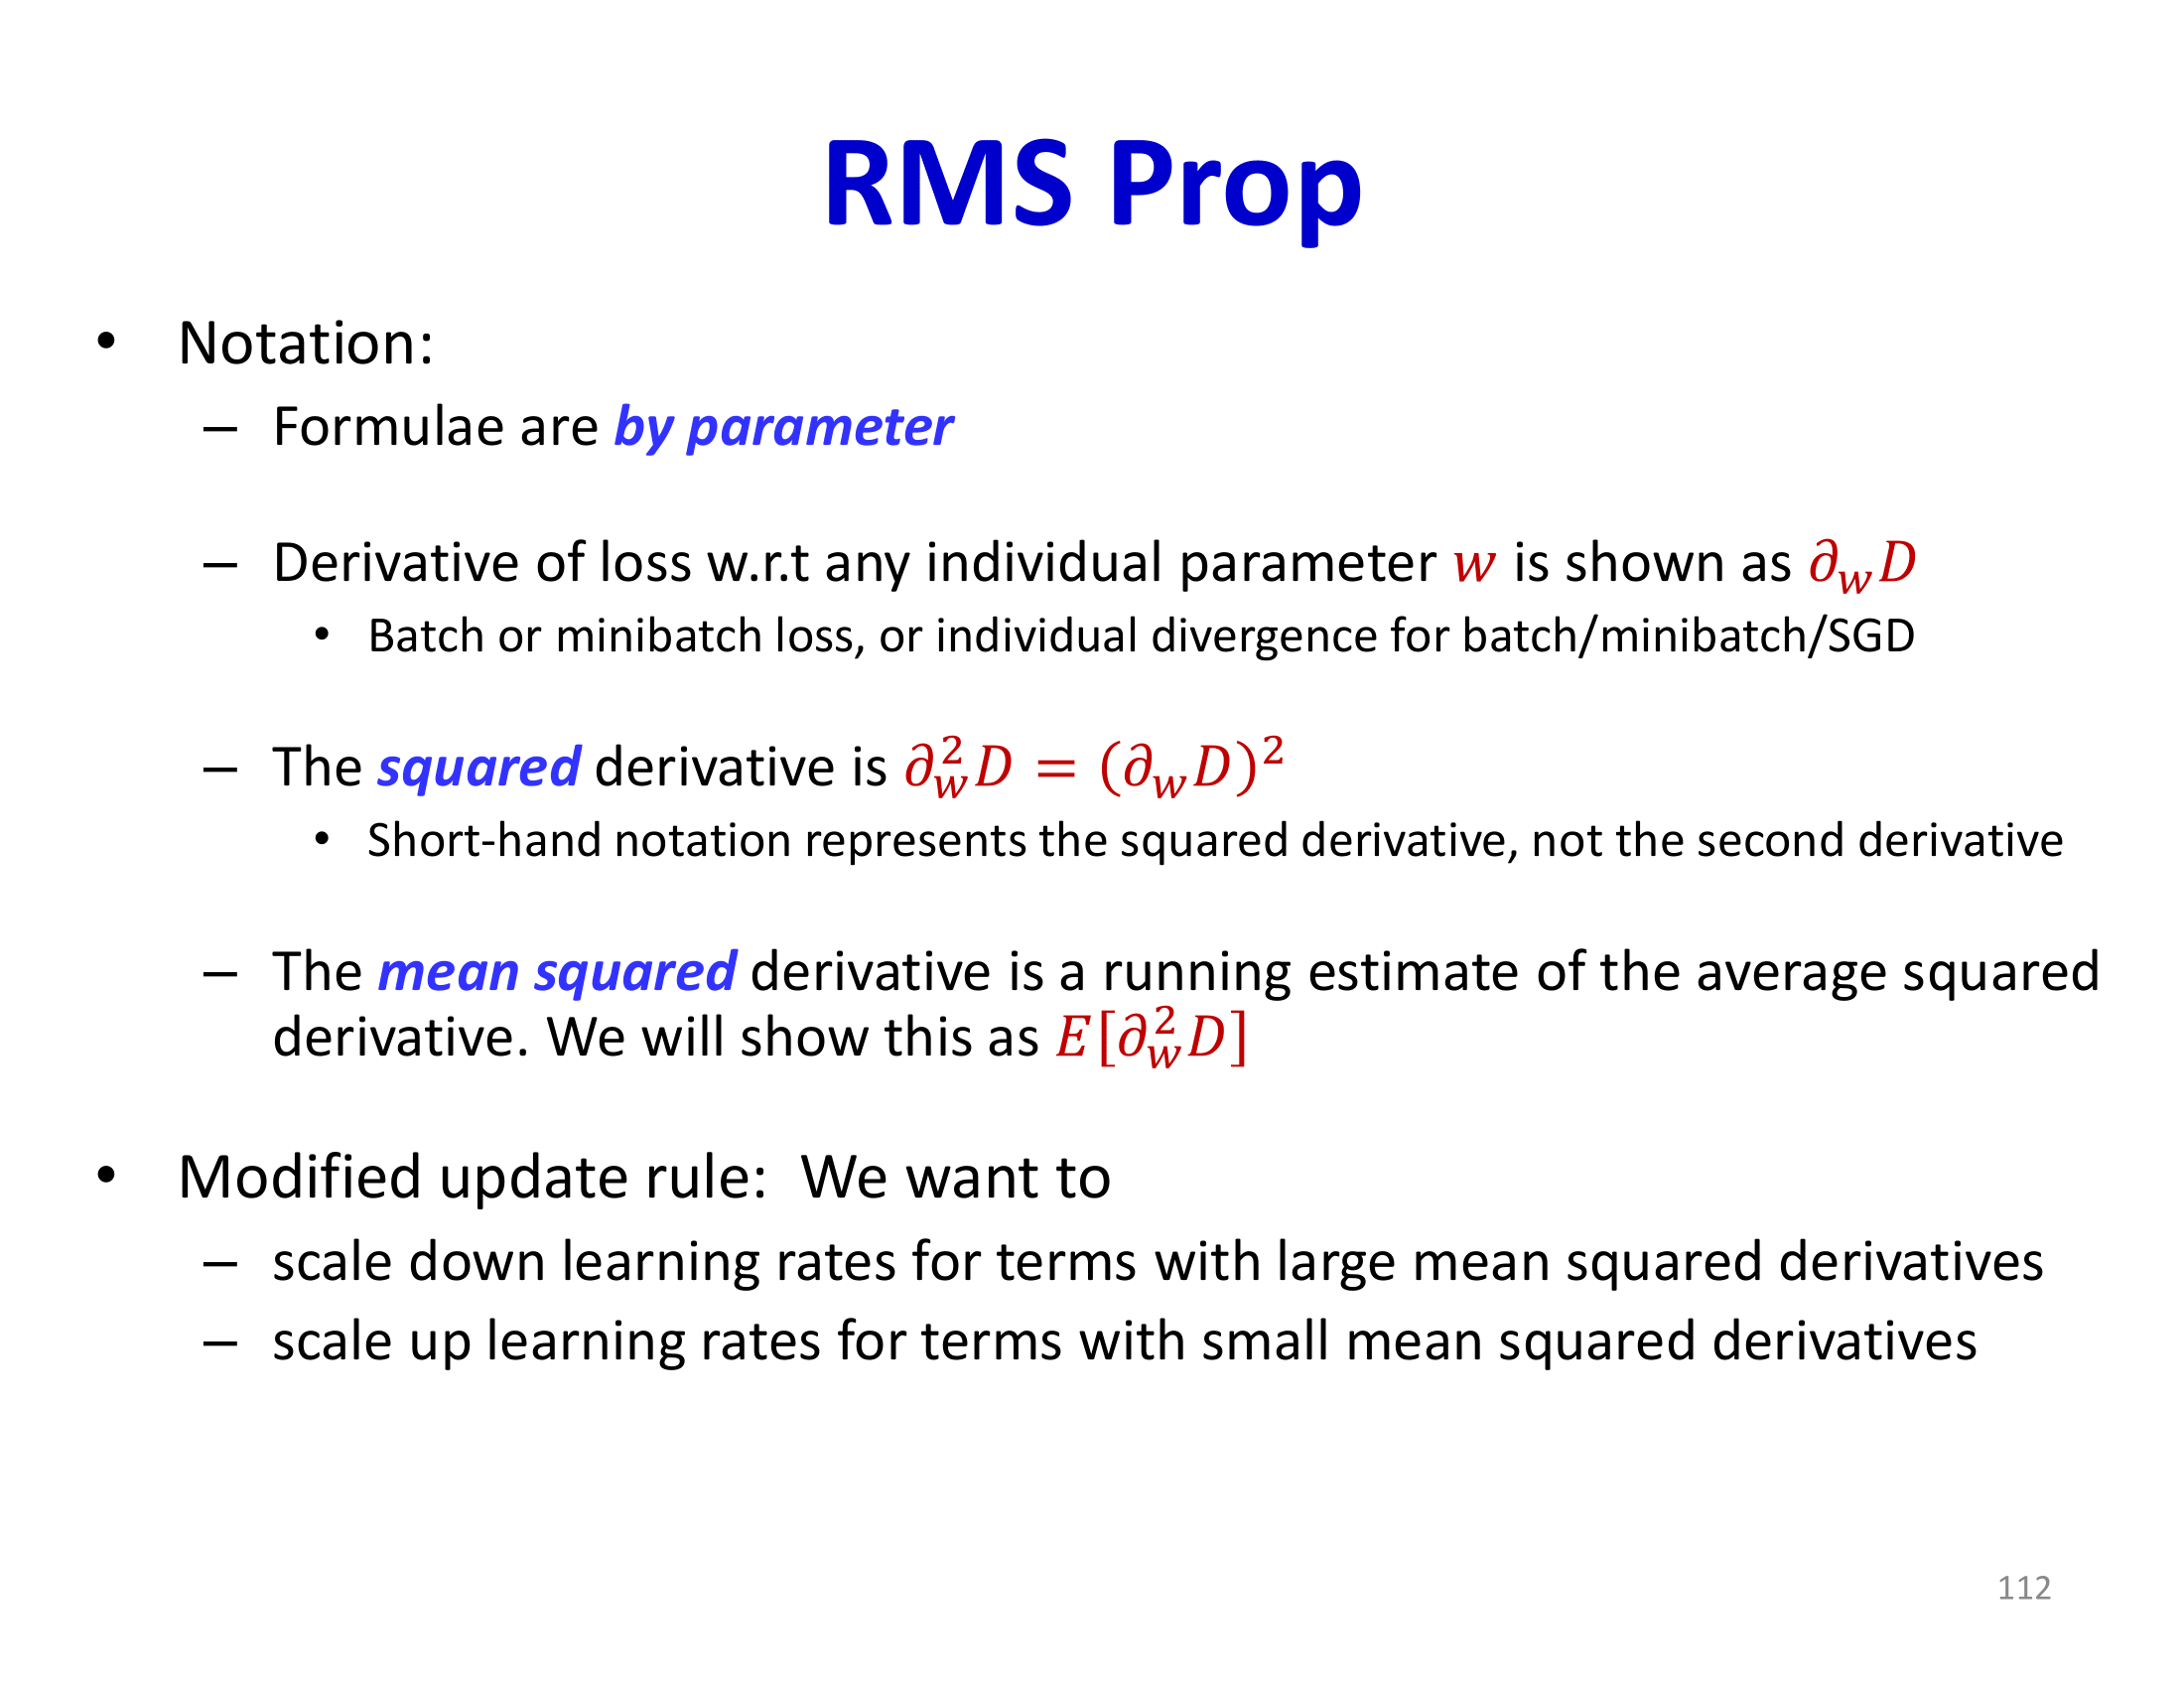 RMS Prop
• Notation:
– Formulae are by parameter
– Derivative of loss w.r.t any individual parameter w is shown as ∂_w D
• Batch or minibatch loss, or individual divergence for batch/minibatch/SGD
– The squared derivative is ∂_w^2 D = (∂_w D)^2
• Short-hand notation represents the squared derivative, not the second derivative
– The mean squared derivative is a running estimate of the average squared
derivative. We will show this as E[∂_w^2 D]
• Modified update rule: We want to
– scale down learning rates for terms with large mean squared derivatives
– scale up learning rates for terms with small mean squared derivatives
112